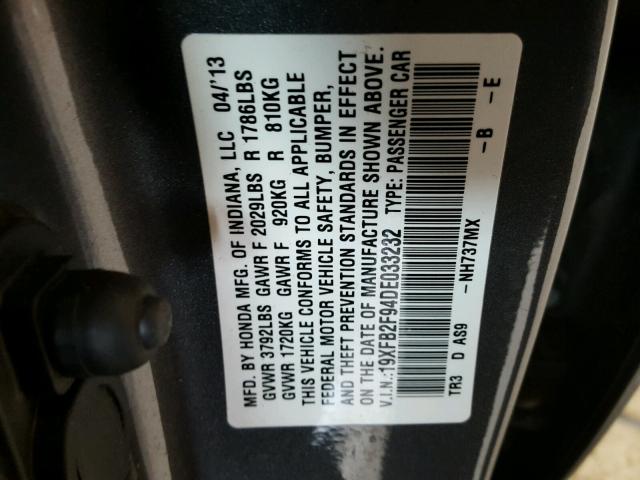 MFD. BY HONDA MFG. OF INDIANA, LLC 04/'13
GVWR 3792LBS GAWR F 2029LBS R 1786LBS
GVWR 1720KG GAWR F 920KG R 810KG
THIS VEHICLE CONFORMS TO ALL APPLICABLE
FEDERAL MOTOR VEHICLE SAFETY, BUMPER,
AND THEFT PREVENTION STANDARDS IN EFFECT
ON THE DATE OF MANUFACTURE SHOWN ABOVE.
V.I.N.:19XFB2F94DE033232 TYPE: PASSENGER CAR
TR3 D AS9 -NH737MX -B -E